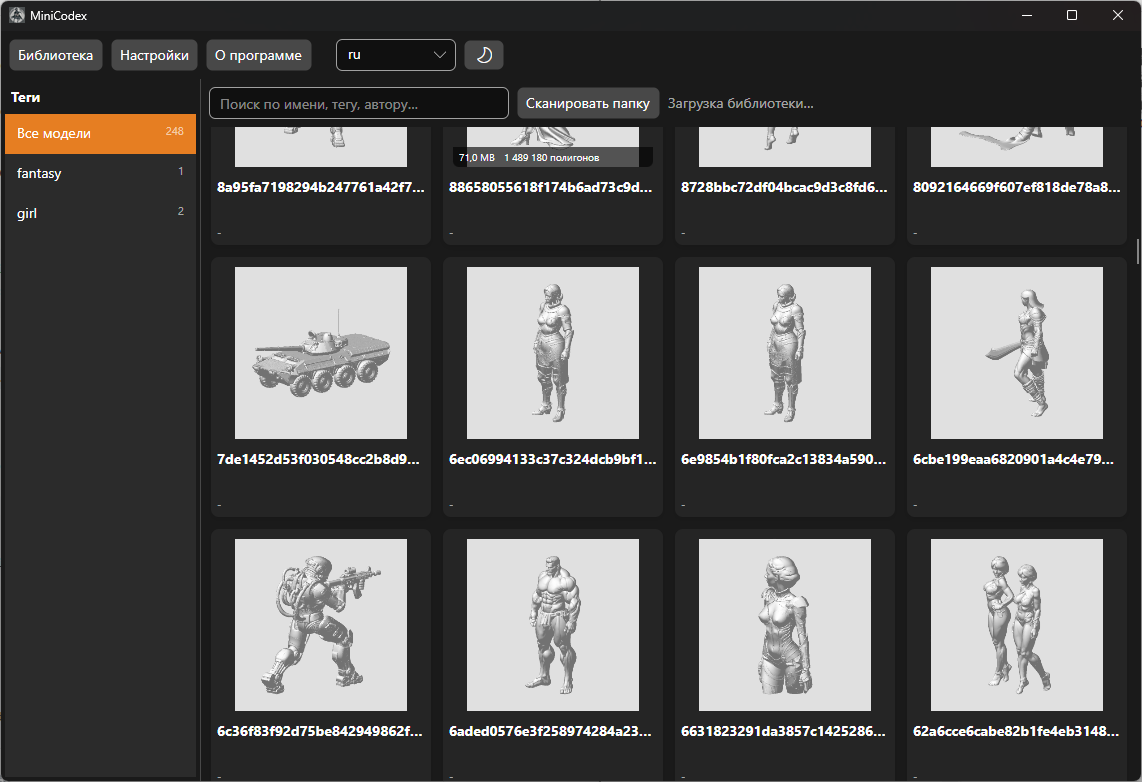 MiniCodex
Библиотека Настройки О программе ru
Теги
Все модели 248
fantasy 1
girl 2
Поиск по имени, тегу, автору... Сканировать папку Загрузка библиотеки...
71,0 MB 1 489 180 полигонов
8a95fa7198294b247761a42f7... 88658055618f174b6ad73c9d... 8728bbc72df04bcac9d3c8fd6... 8092164669f607ef818de78a8...
- - - -
7de1452d53f030548cc2b8d9... 6ec06994133c37c324dcb9bf1... 6e9854b1f80fca2c13834a590... 6cbe199eaa6820901a4c4e79...
- - - -
6c36f83f92d75be842949862f... 6aded0576e3f258974284a23... 6631823291da3857c1425286... 62a6cce6cabe82b1fe4eb3148...
- - - -